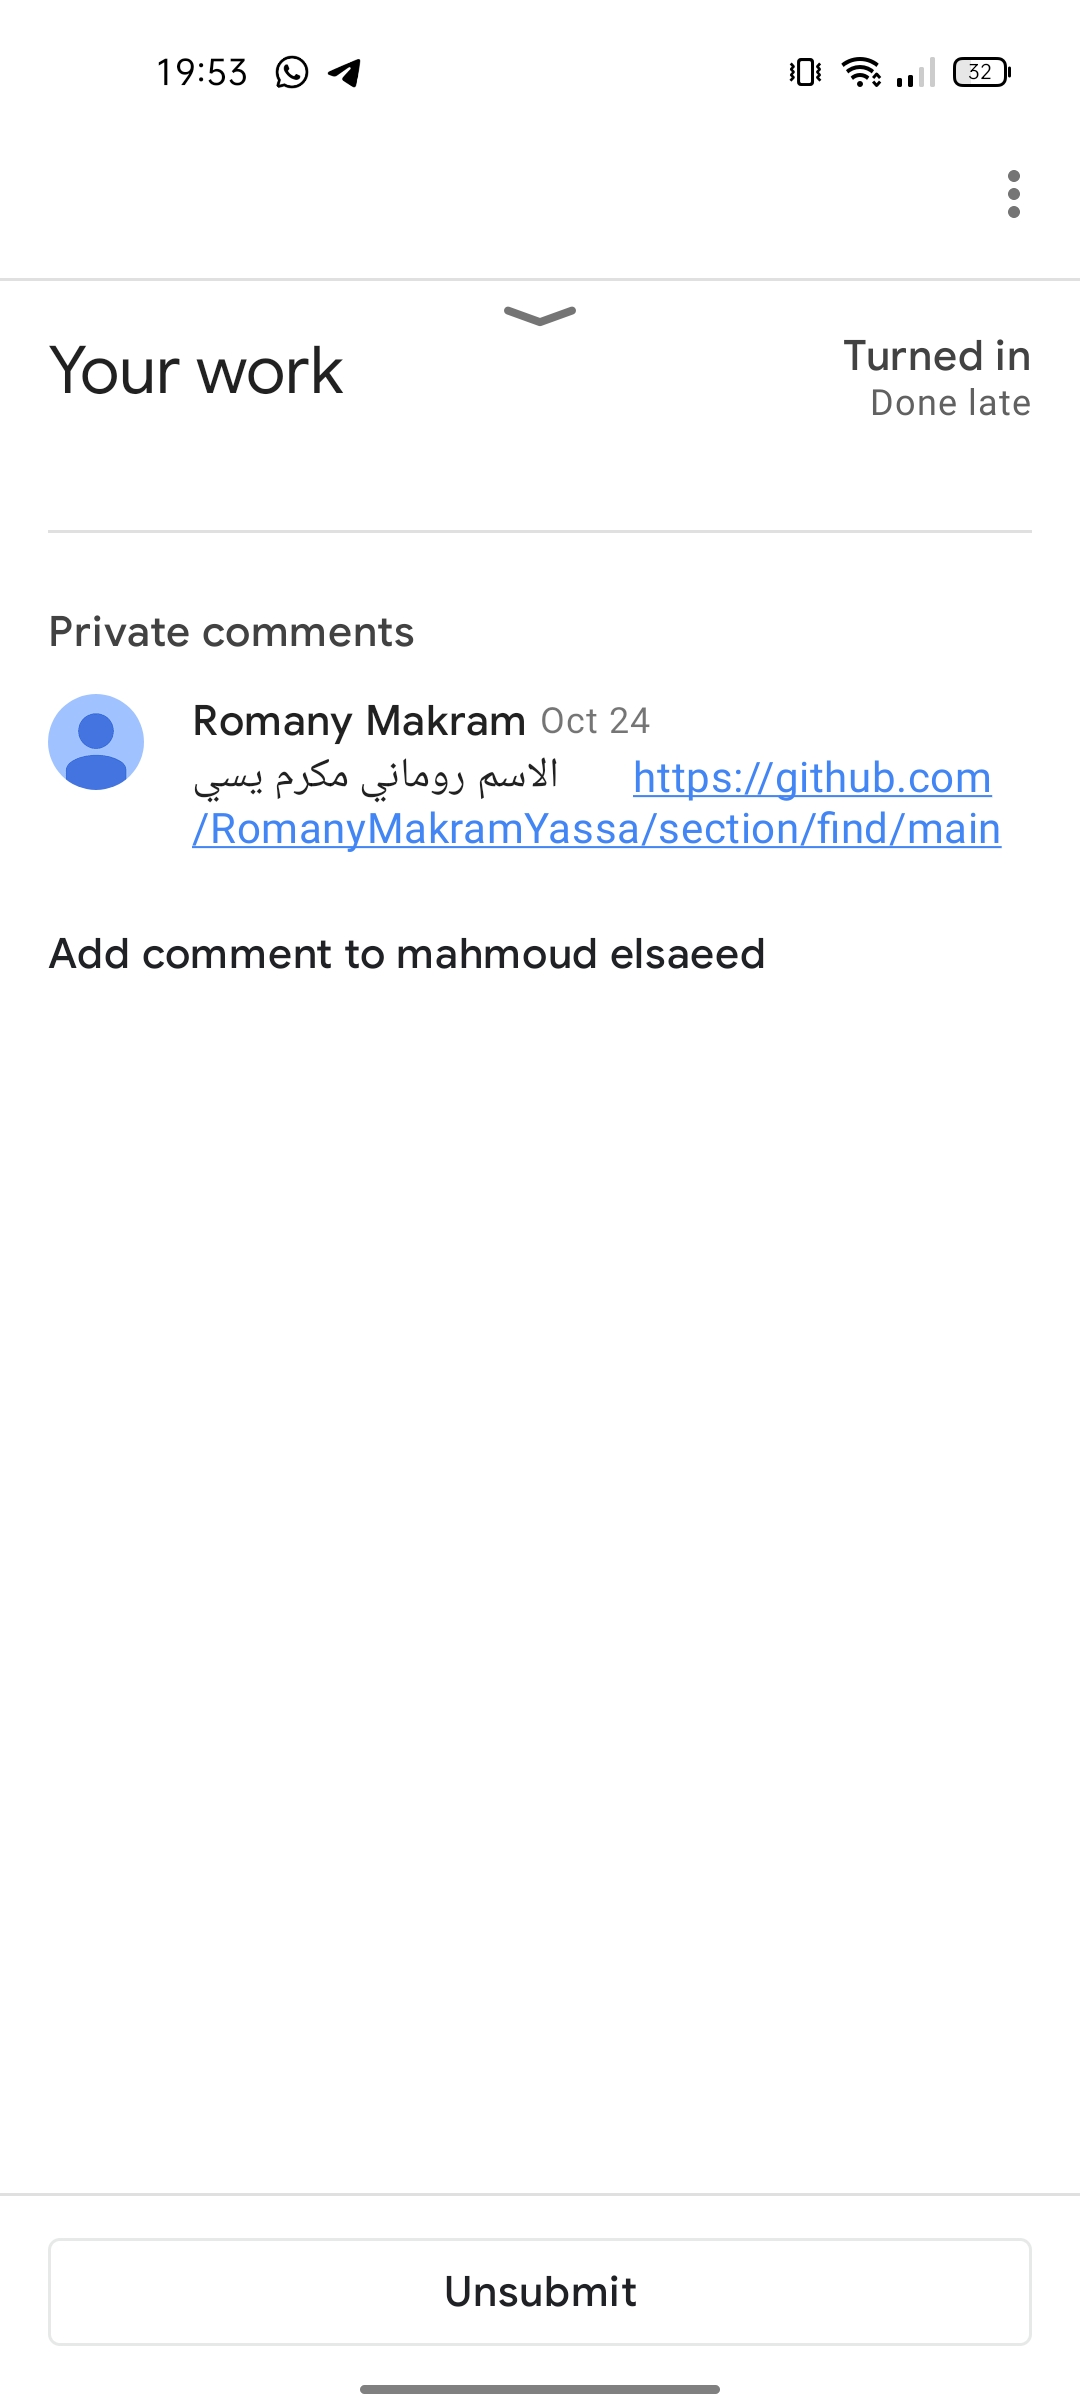 19:53
32
Your work
Turned in
Done late
Private comments
Romany Makram Oct 24
الاسم روماني مكرم يسي https://github.com
/RomanyMakramYassa/section/find/main
Add comment to mahmoud elsaeed
Unsubmit